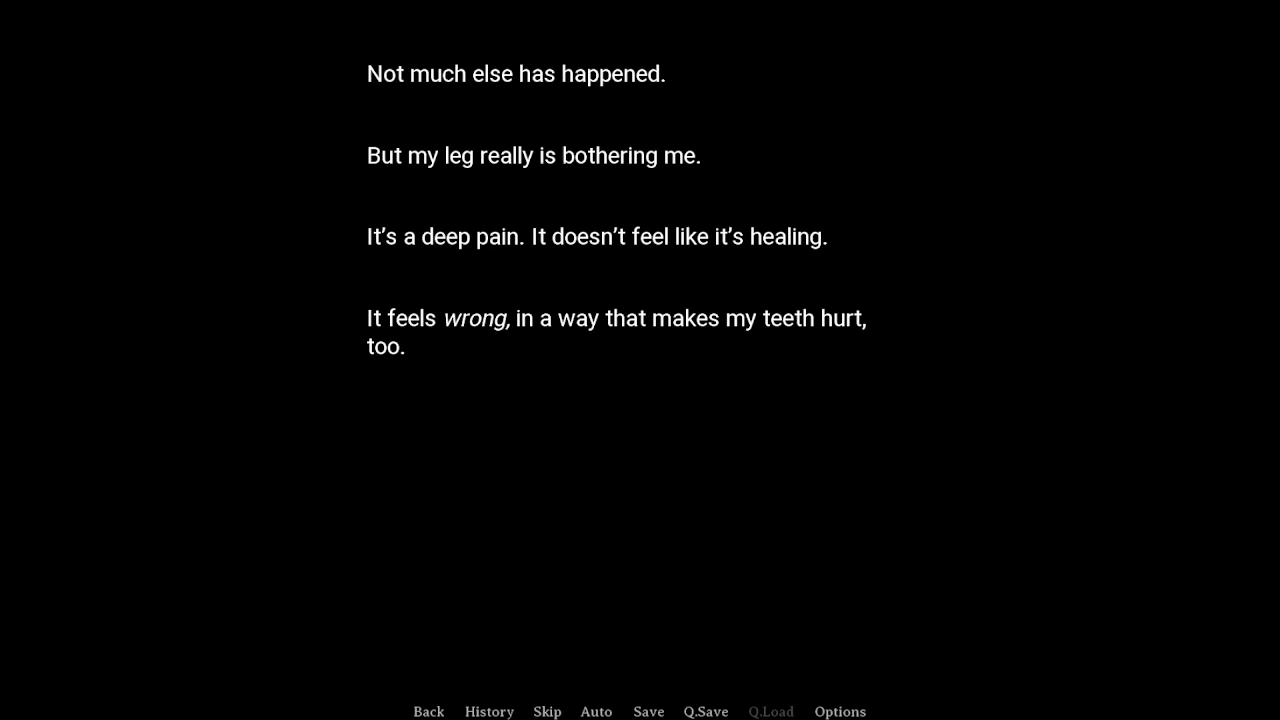 Not much else has happened.
But my leg really is bothering me.
It’s a deep pain. It doesn’t feel like it’s healing.
It feels wrong, in a way that makes my teeth hurt,
too.
Back History Skip Auto Save Q.Save Q.Load Options